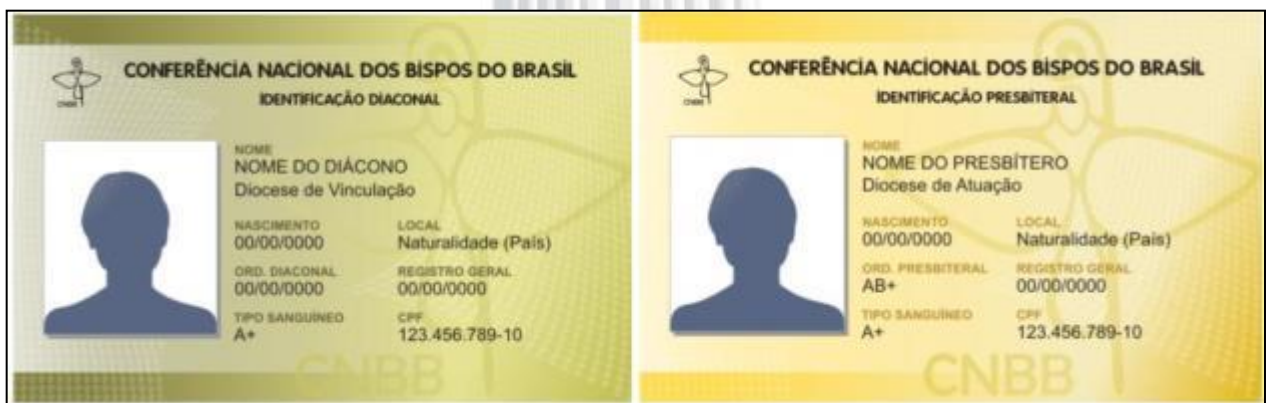 CONFERÊNCIA NACIONAL DOS BISPOS DO BRASIL
IDENTIFICAÇÃO DIACONAL
CNBB
NOME
NOME DO DIÁCONO
Diocese de Vinculação
NASCIMENTO LOCAL
00/00/0000 Naturalidade (País)
ORD. DIACONAL REGISTRO GERAL
00/00/0000 00/00/0000
TIPO SANGUÍNEO CPF
A+ 123.456.789-10
CNBB
CONFERÊNCIA NACIONAL DOS BISPOS DO BRASIL
IDENTIFICAÇÃO PRESBITERAL
CNBB
NOME
NOME DO PRESBÍTERO
Diocese de Atuação
NASCIMENTO LOCAL
00/00/0000 Naturalidade (País)
ORD. PRESBITERAL REGISTRO GERAL
AB+ 00/00/0000
TIPO SANGUÍNEO CPF
A+ 123.456.789-10
CNBB